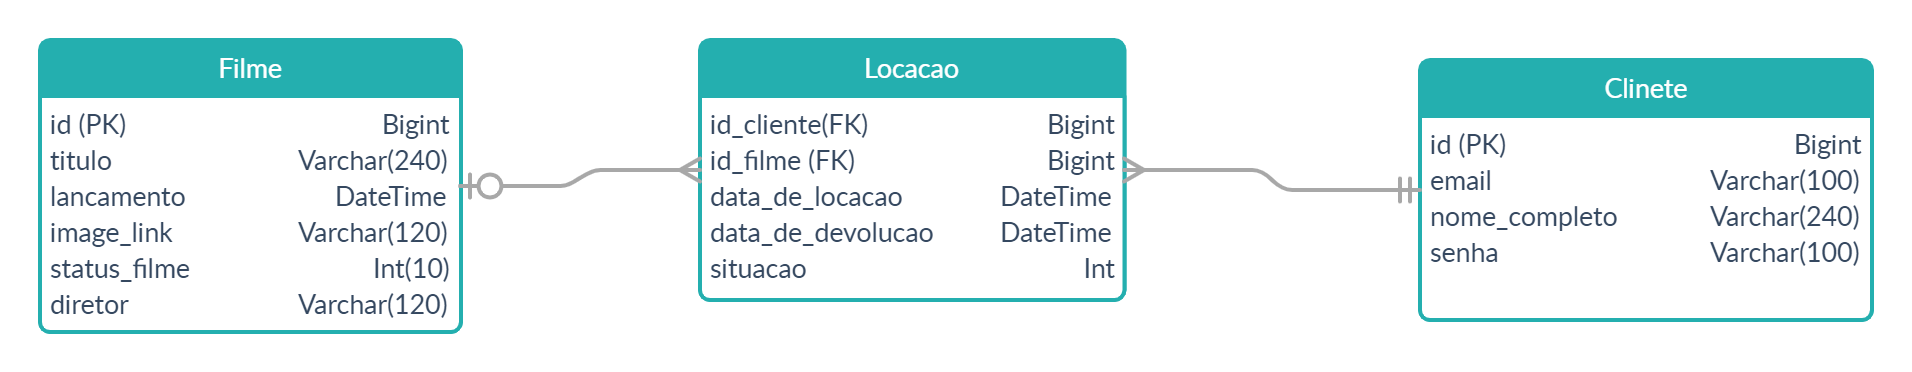 Filme
id (PK) Bigint
titulo Varchar(240)
lancamento DateTime
image_link Varchar(120)
status_filme Int(10)
diretor Varchar(120)
Locacao
id_cliente(FK) Bigint
id_filme (FK) Bigint
data_de_locacao DateTime
data_de_devolucao DateTime
situacao Int
Clinete
id (PK) Bigint
email Varchar(100)
nome_completo Varchar(240)
senha Varchar(100)